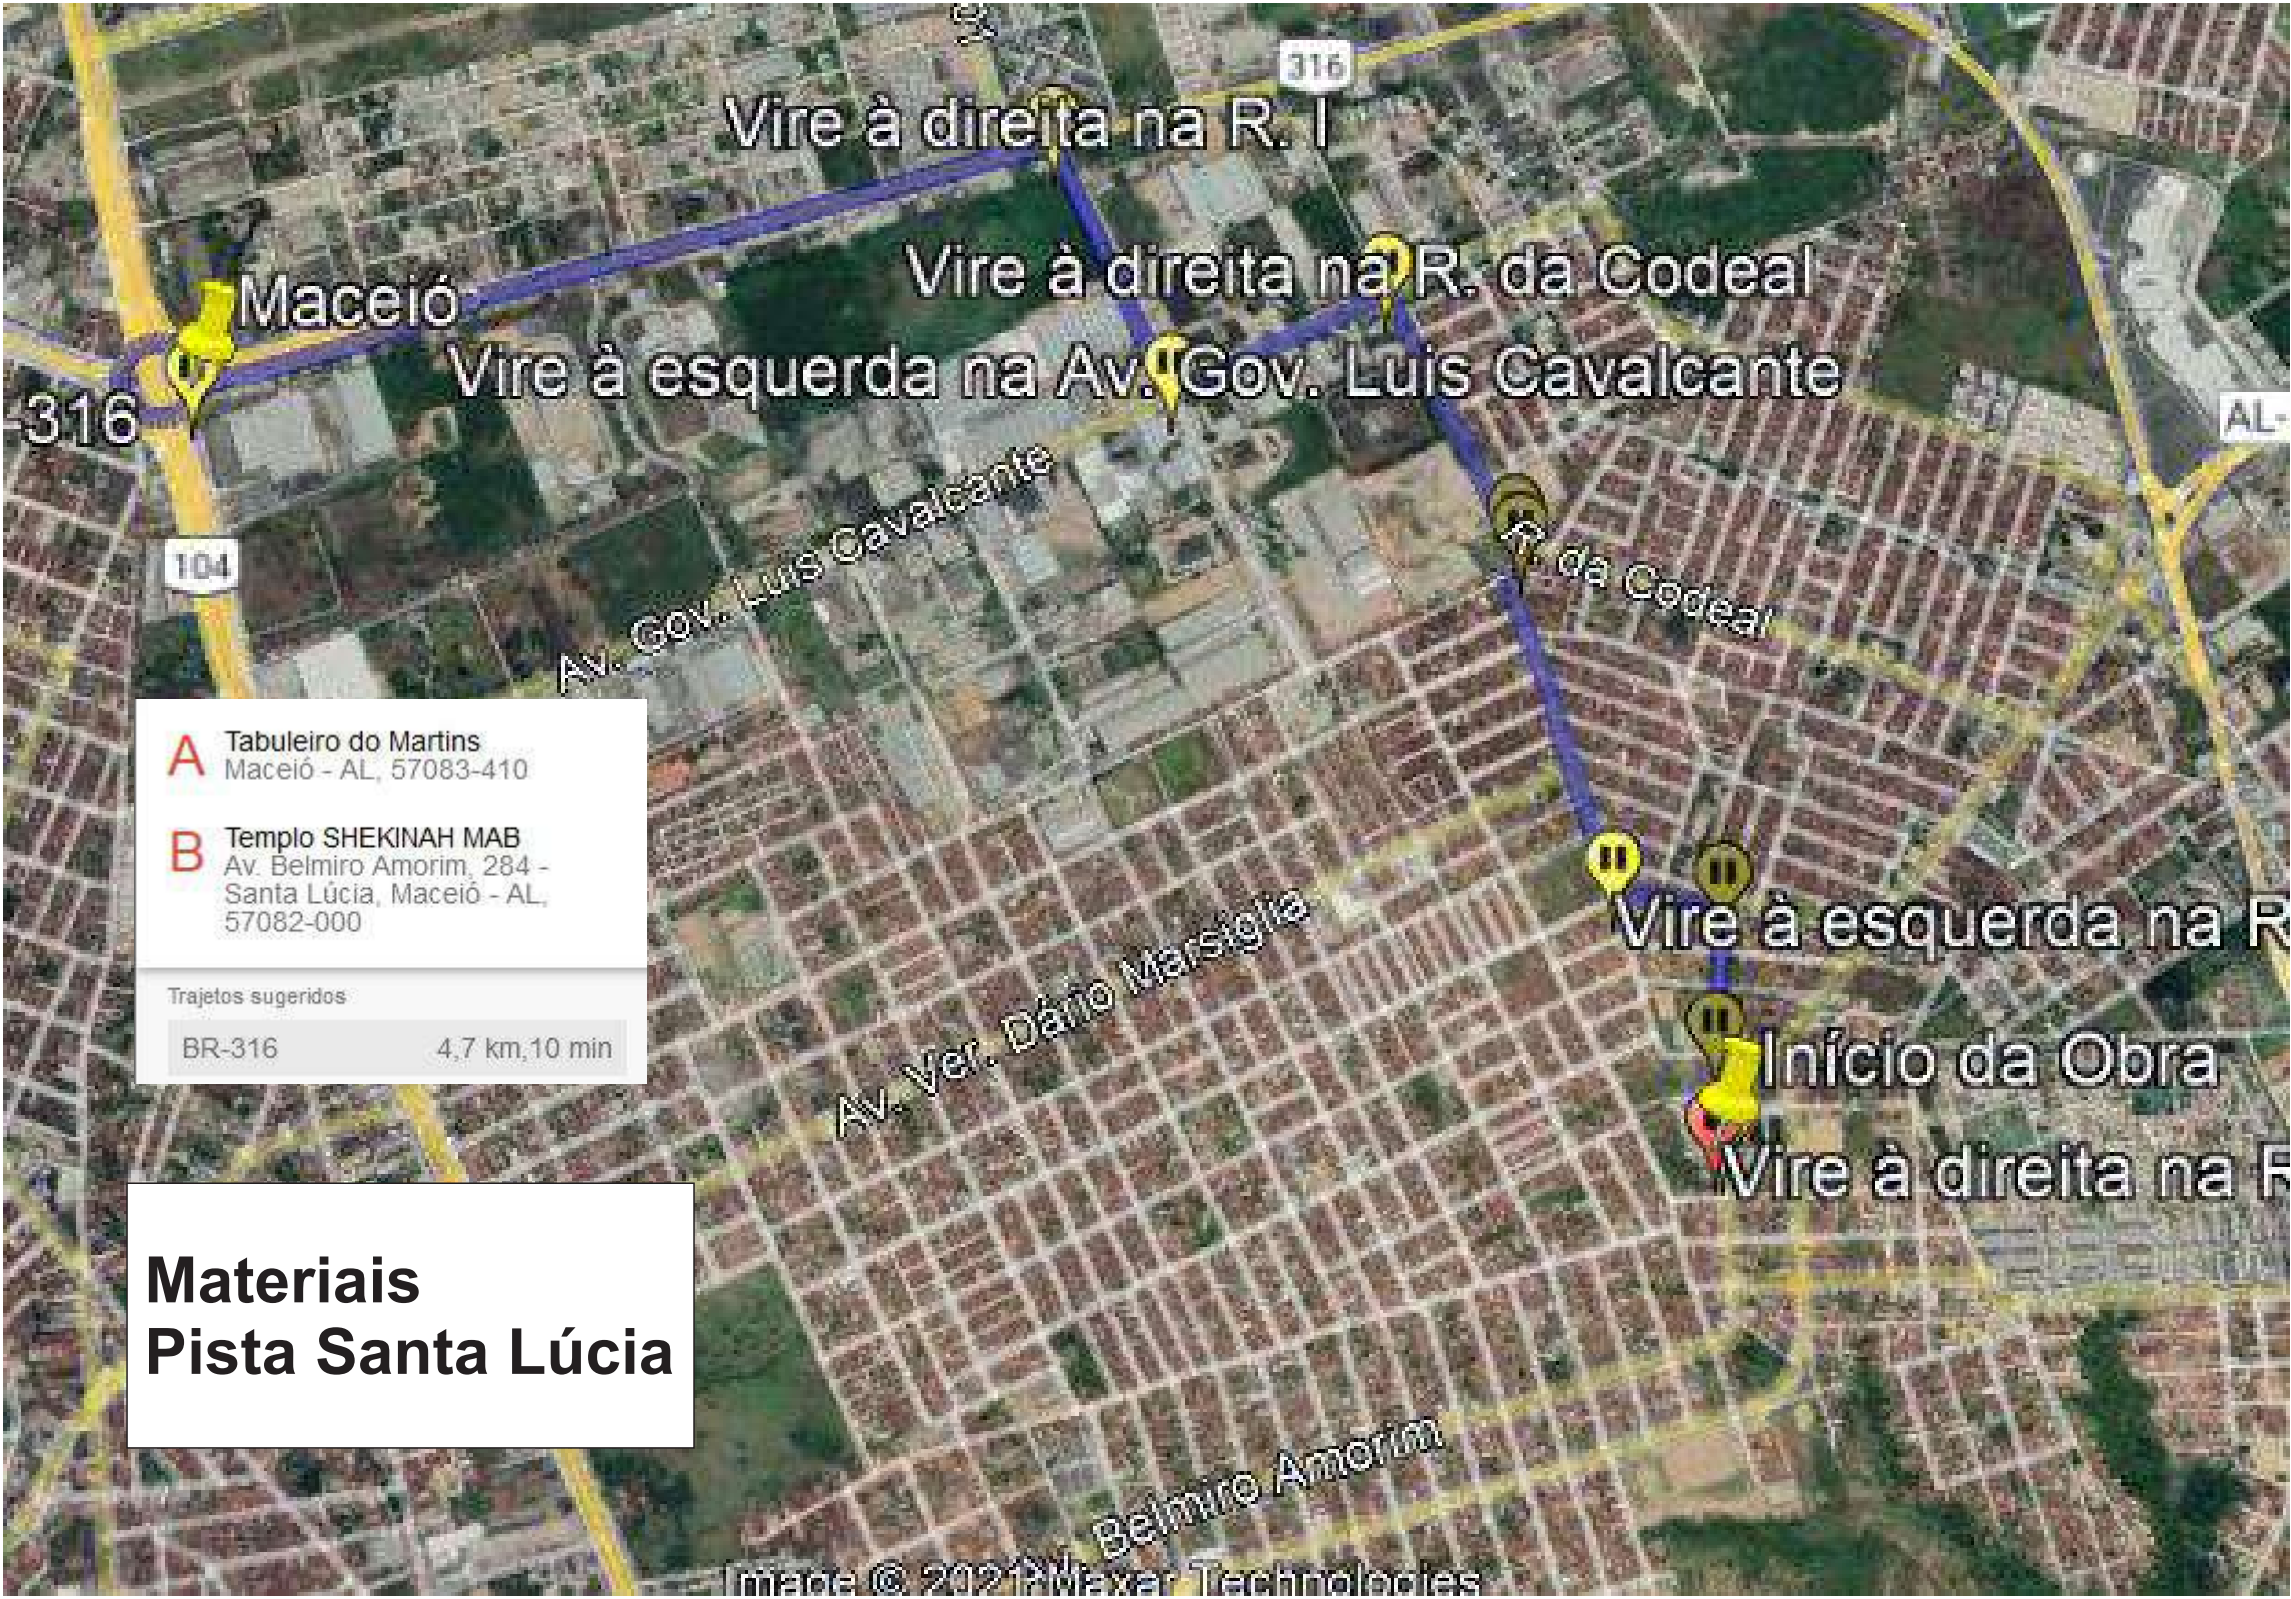 316
Vire à direita na R. I
Vire à direita na R. da Codeal
Maceió
Vire à esquerda na Av. Gov. Luis Cavalcante
-316
AL-
Av. Gov. Luis Cavalcante
104
R. da Codeal
A Tabuleiro do Martins
Maceió - AL, 57083-410
B Templo SHEKINAH MAB
Av. Belmiro Amorim, 284 -
Santa Lúcia, Maceió - AL,
57082-000
Trajetos sugeridos
BR-316 4,7 km,10 min
Vire à esquerda na R
Av. Ver. Dário Marsiglia
Início da Obra
Vire à direita na R
Materiais
Pista Santa Lúcia
Belmiro Amorim
Image © 2021 Maxar Technologies